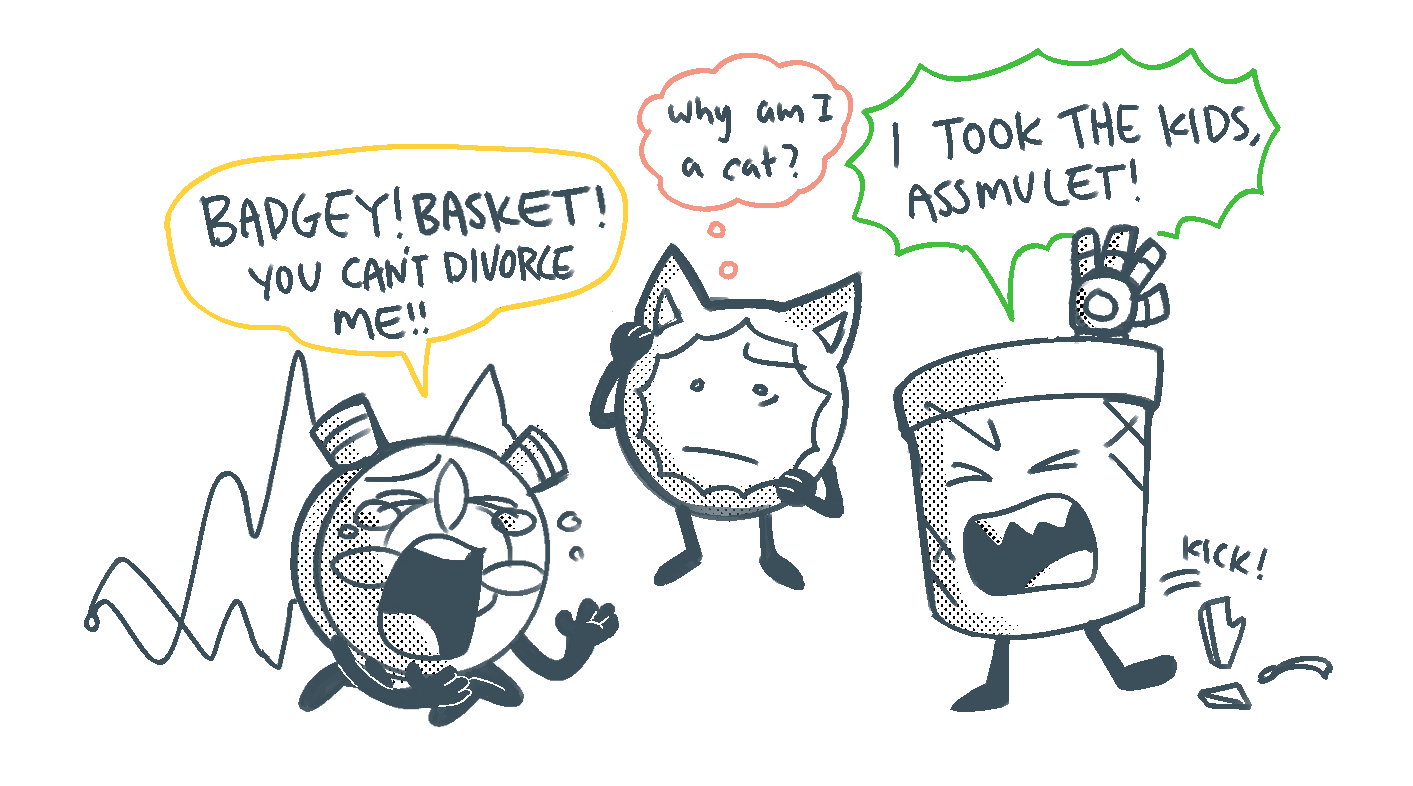 BADGEY! BASKET!
YOU CAN'T DIVORCE
ME!!
why am I
a cat?
I TOOK THE KIDS,
ASSMULET!
KICK!